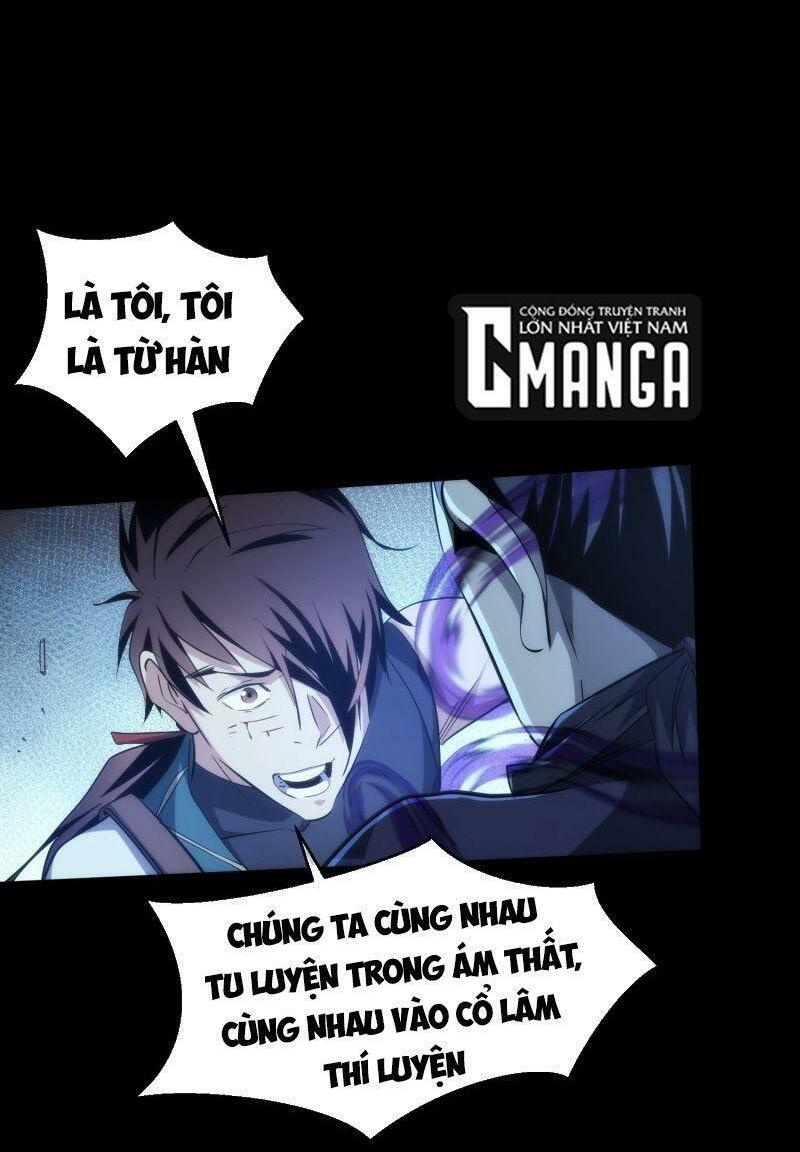 LÀ TÔI, TÔI
LÀ TỪ HÀN
CỘNG ĐỒNG TRUYỆN TRANH
LỚN NHẤT VIỆT NAM
CMANGA
CHÚNG TA CÙNG NHAU
TU LUYỆN TRONG ÁM THẤT,
CÙNG NHAU VÀO CỔ LÂM
THÍ LUYỆN